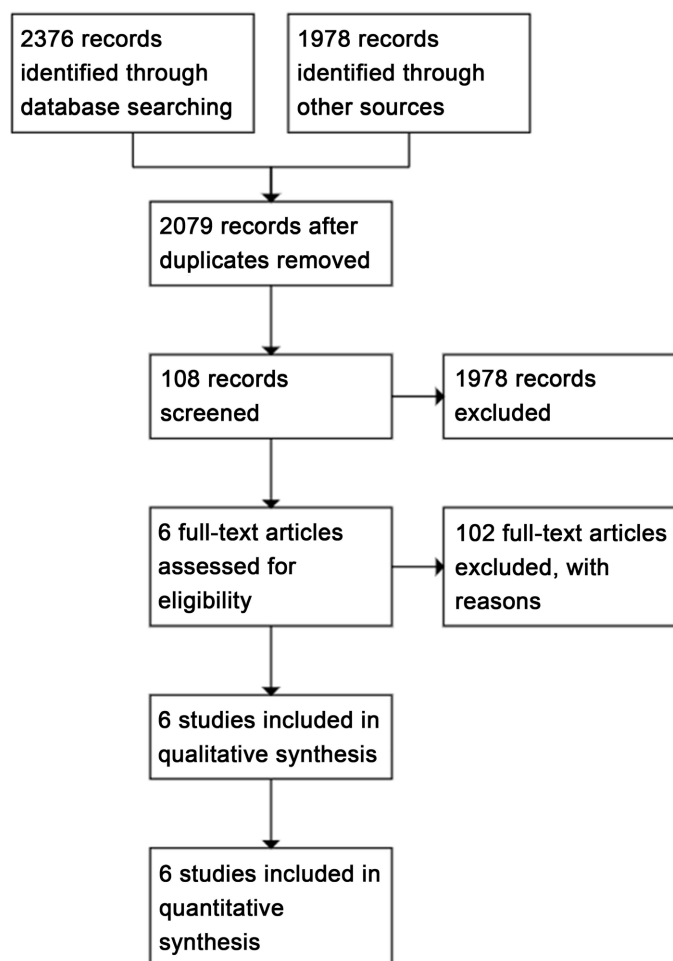 2376 records
identified through
database searching
1978 records
identified through
other sources
2079 records after
duplicates removed
108 records
screened
1978 records
excluded
6 full-text articles
assessed for
eligibility
102 full-text articles
excluded, with
reasons
6 studies included in
qualitative synthesis
6 studies included in
quantitative
synthesis